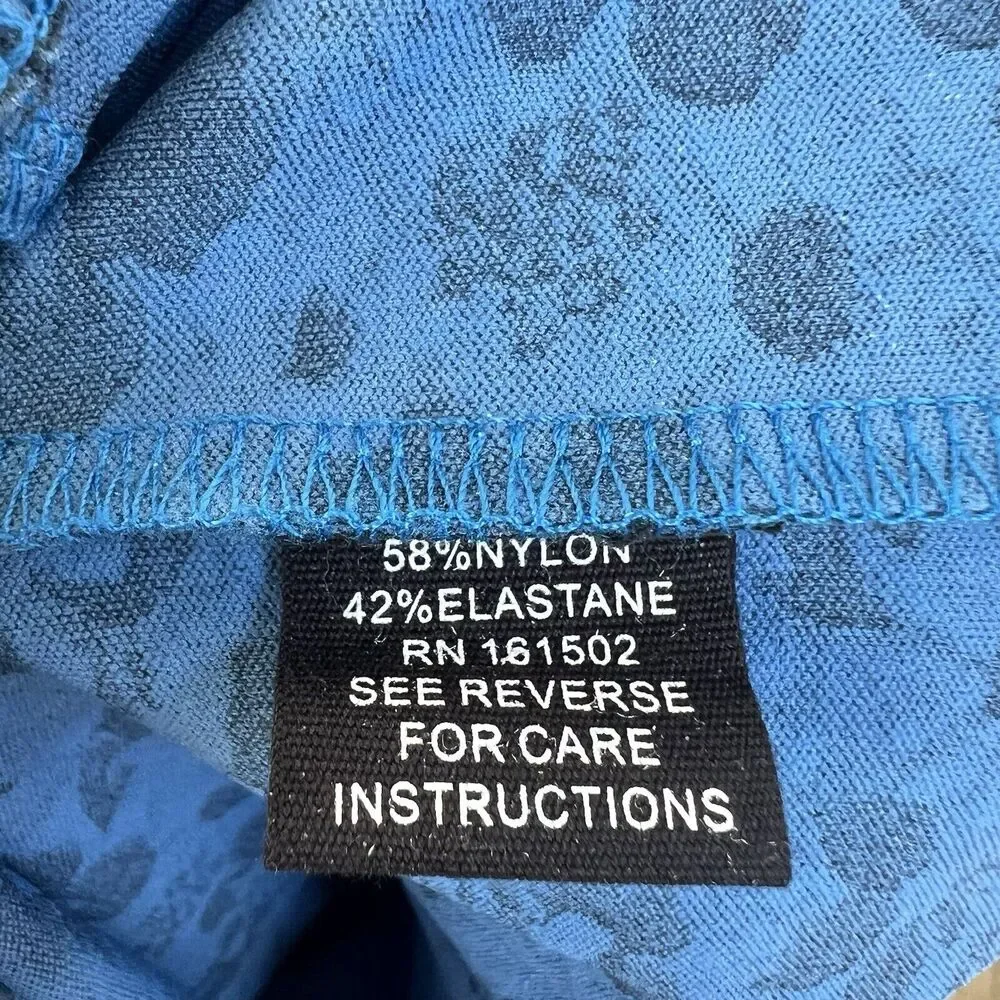 58%NYLON
42%ELASTANE
RN 161502
SEE REVERSE
FOR CARE
INSTRUCTIONS